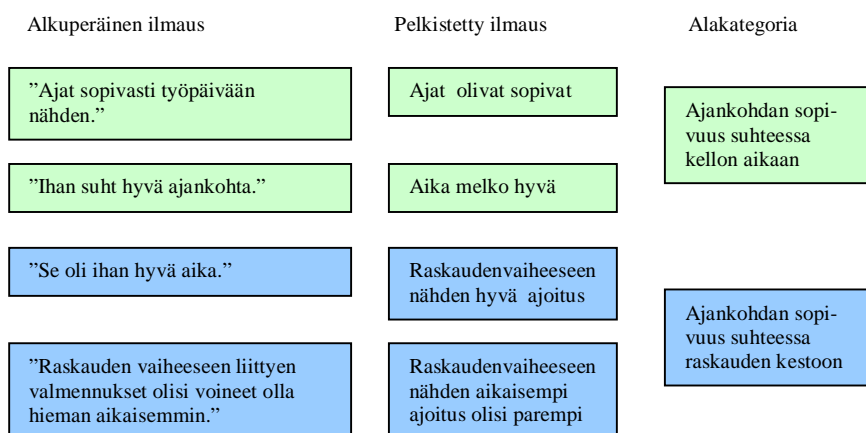 Alkuperäinen ilmaus
Pelkistetty ilmaus
Alakategoria
”Ajat sopivasti työpäivään
nähden.”
Ajat olivat sopivat
Ajankohdan sopi-
vuus suhteessa
kellon aikaan
”Ihan suht hyvä ajankohta.”
Aika melko hyvä
”Se oli ihan hyvä aika.”
Raskaudenvaiheeseen
nähden hyvä ajoitus
Ajankohdan sopi-
vuus suhteessa
raskauden kestoon
”Raskauden vaiheeseen liittyen
valmennukset olisi voineet olla
hieman aikaisemmin.”
Raskaudenvaiheeseen
nähden aikaisempi
ajoitus olisi parempi